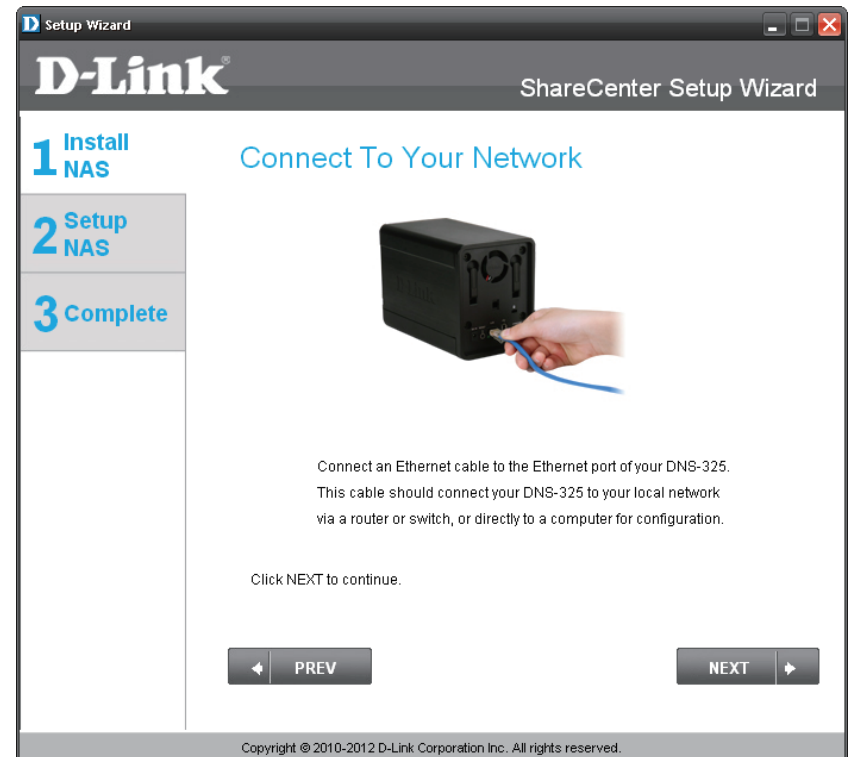 Setup Wizard
D-Link®
ShareCenter Setup Wizard
1 Install NAS
2 Setup NAS
3 Complete
Connect To Your Network
D-Link
Connect an Ethernet cable to the Ethernet port of your DNS-325.
This cable should connect your DNS-325 to your local network
via a router or switch, or directly to a computer for configuration.
Click NEXT to continue.
PREV
NEXT
Copyright © 2010-2012 D-Link Corporation Inc. All rights reserved.